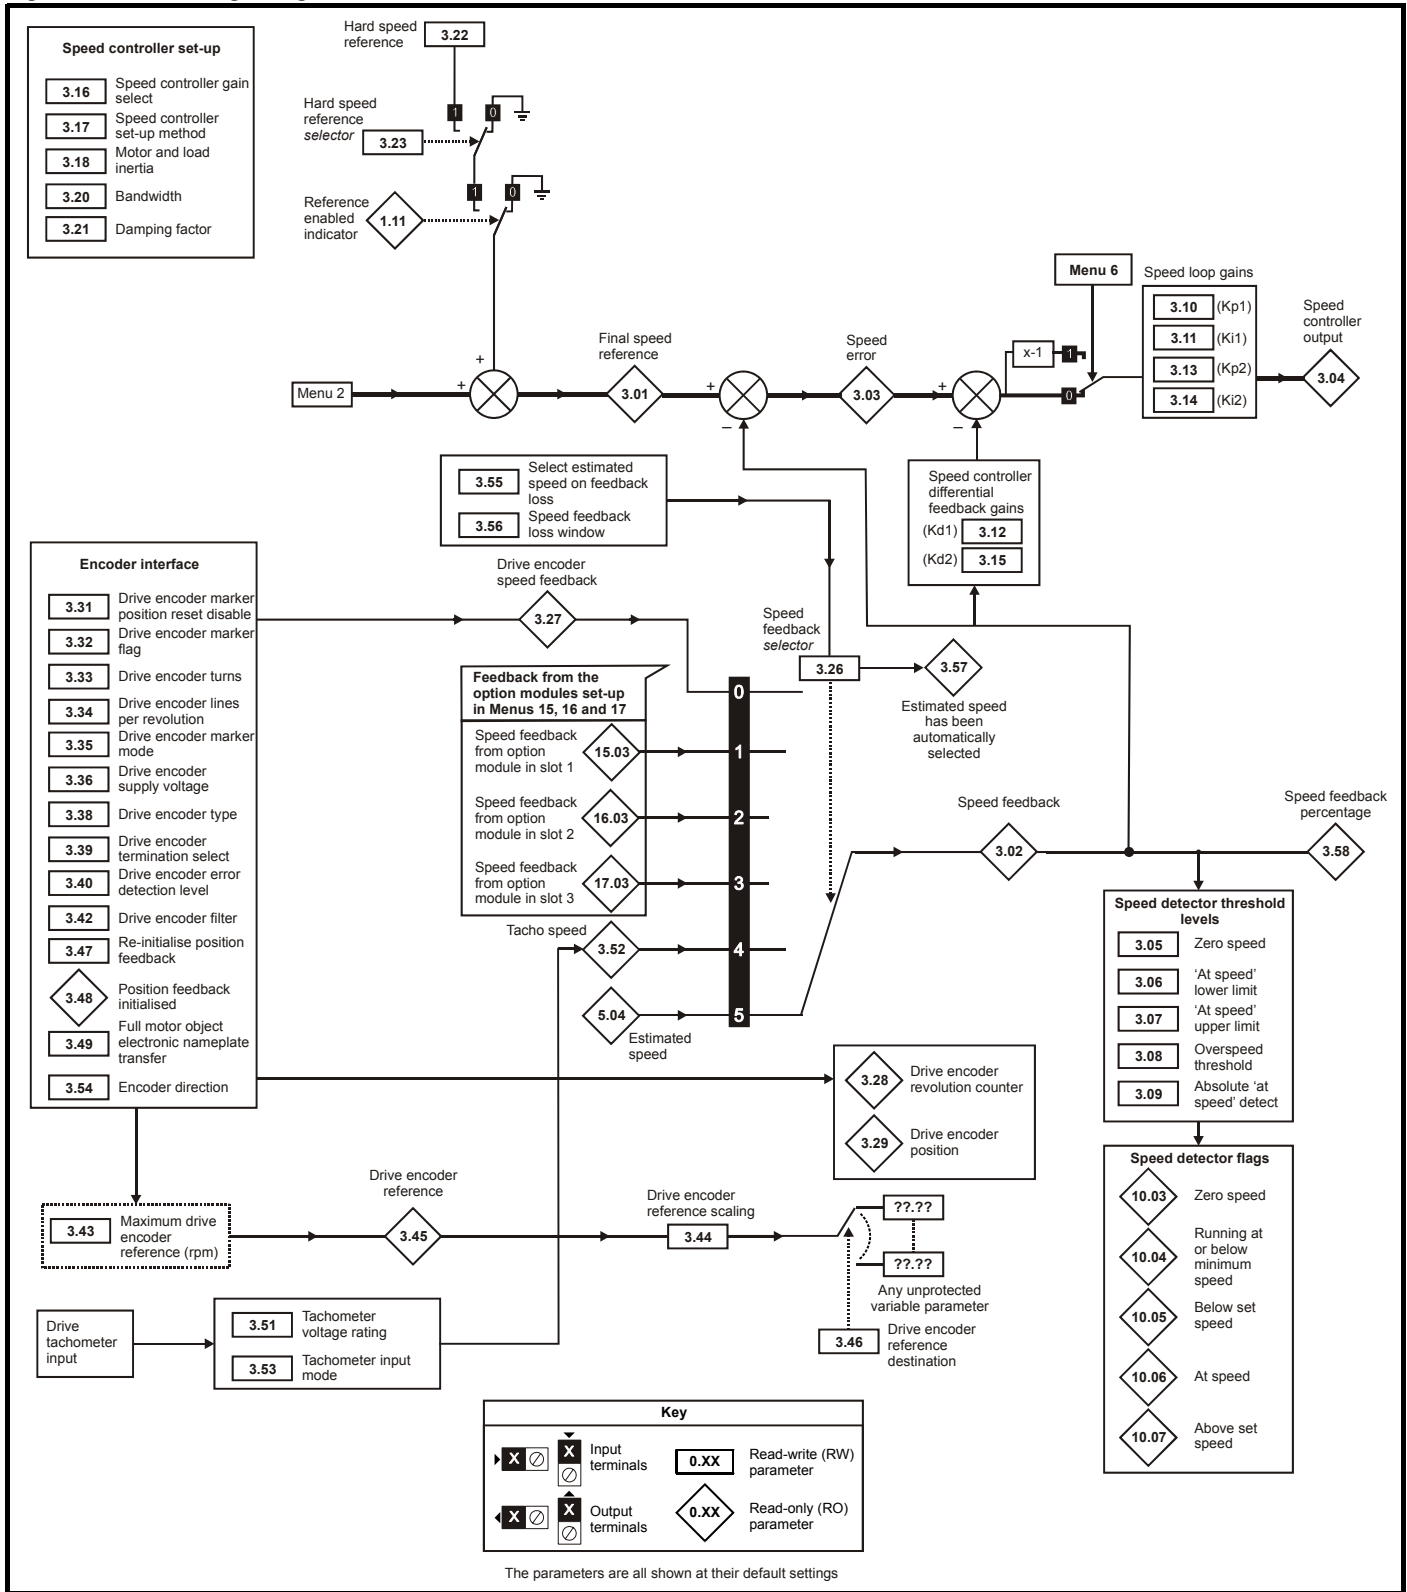 Speed controller set-up
3.16 Speed controller gain
select
3.17 Speed controller
set-up method
3.18 Motor and load
inertia
3.20 Bandwidth
3.21 Damping factor
Hard speed
reference
3.22
Hard speed
reference
selector
3.23
1 0
Reference
enabled
indicator
1.11
1 0
Menu 2
+
+
Final speed
reference
3.01
+
–
Speed
error
3.03
+
–
Menu 6
x-1
1
0
Speed loop gains
3.10 (Kp1)
3.11 (Ki1)
3.13 (Kp2)
3.14 (Ki2)
Speed
controller
output
3.04
3.55 Select estimated
speed on feedback
loss
3.56 Speed feedback
loss window
Speed controller
differential
feedback gains
(Kd1) 3.12
(Kd2) 3.15
Encoder interface
3.31 Drive encoder marker
position reset disable
3.32 Drive encoder marker
flag
3.33 Drive encoder turns
3.34 Drive encoder lines
per revolution
3.35 Drive encoder marker
mode
3.36 Drive encoder
supply voltage
3.38 Drive encoder type
3.39 Drive encoder
termination select
3.40 Drive encoder error
detection level
3.42 Drive encoder filter
3.47 Re-initialise position
feedback
3.48 Position feedback
initialised
3.49 Full motor object
electronic nameplate
transfer
3.54 Encoder direction
Drive encoder
speed feedback
3.27
Speed
feedback
selector
3.26
3.57
Estimated speed
has been
automatically
selected
Feedback from the
option modules set-up
in Menus 15, 16 and 17
Speed feedback
from option
module in slot 1
15.03
Speed feedback
from option
module in slot 2
16.03
Speed feedback
from option
module in slot 3
17.03
Tacho speed
3.52
5.04
Estimated
speed
0
1
2
3
4
5
Speed feedback
3.02
Speed feedback
percentage
3.58
Speed detector threshold
levels
3.05 Zero speed
3.06 ‘At speed’
lower limit
3.07 ‘At speed’
upper limit
3.08 Overspeed
threshold
3.09 Absolute ‘at
speed’ detect
3.28 Drive encoder
revolution counter
3.29 Drive encoder
position
Speed detector flags
10.03 Zero speed
10.04 Running at
or below
minimum
speed
10.05 Below set
speed
10.06 At speed
10.07 Above set
speed
3.43 Maximum drive
encoder
reference (rpm)
Drive encoder
reference
3.45
Drive encoder
reference scaling
3.44
??.??
??.??
Any unprotected
variable parameter
3.46 Drive encoder
reference
destination
Drive
tachometer
input
3.51 Tachometer
voltage rating
3.53 Tachometer input
mode
Key
X X Input
terminals
0.XX Read-write (RW)
parameter
X X Output
terminals
0.XX Read-only (RO)
parameter
The parameters are all shown at their default settings